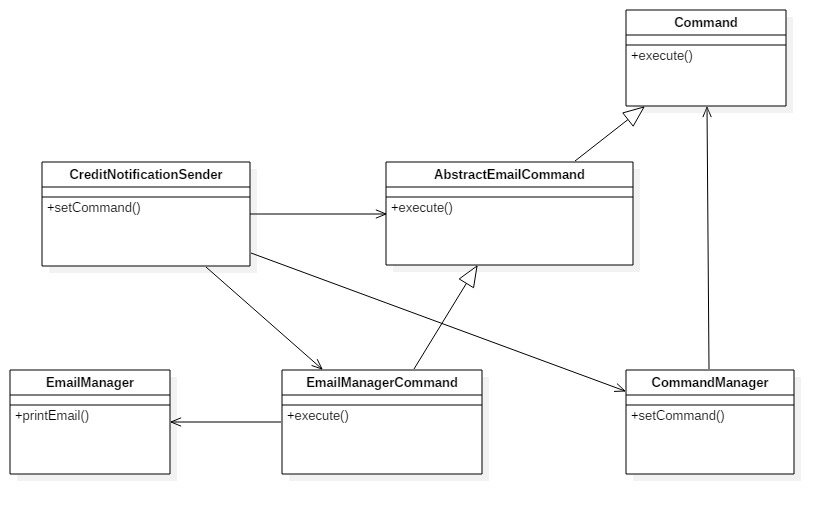 Command
+execute()
CreditNotificationSender
+setCommand()
AbstractEmailCommand
+execute()
EmailManager
+printEmail()
EmailManagerCommand
+execute()
CommandManager
+setCommand()